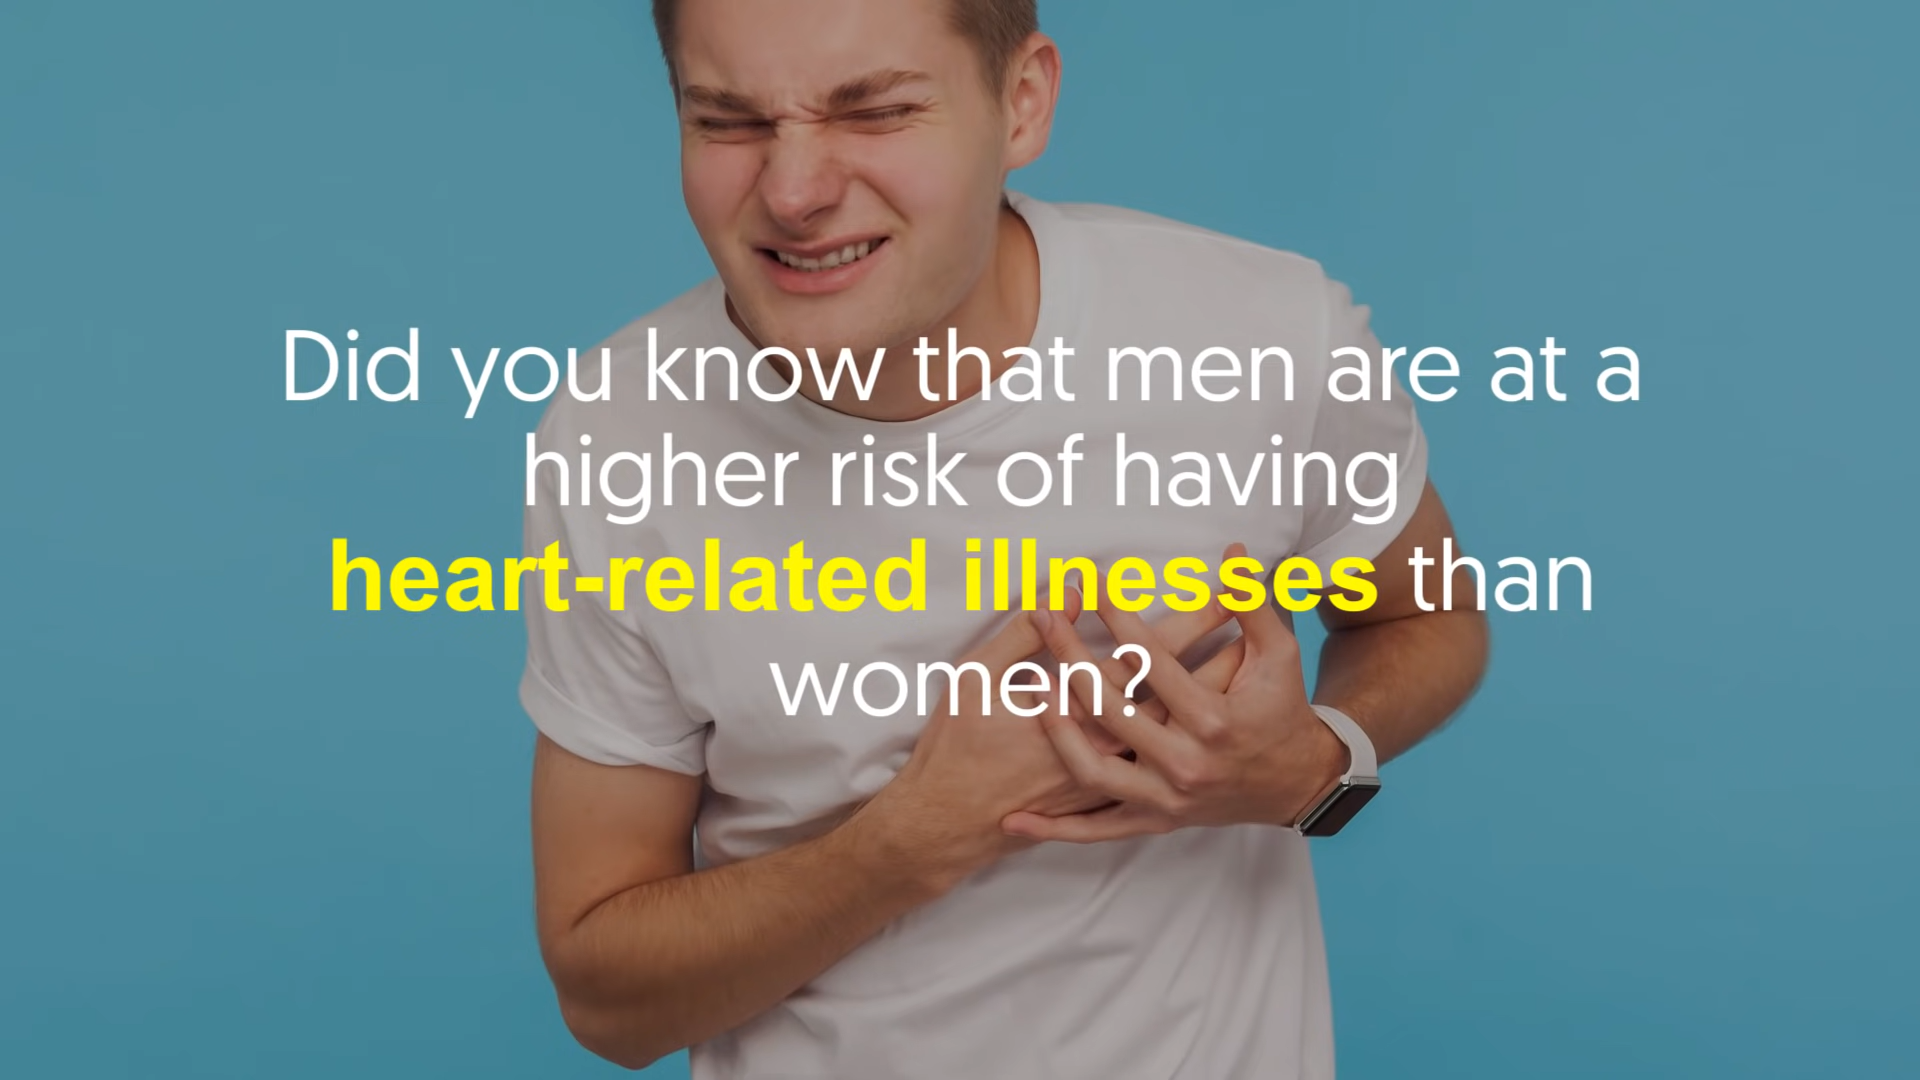 Did you know that men are at a
higher risk of having
heart-related illnesses than
women?